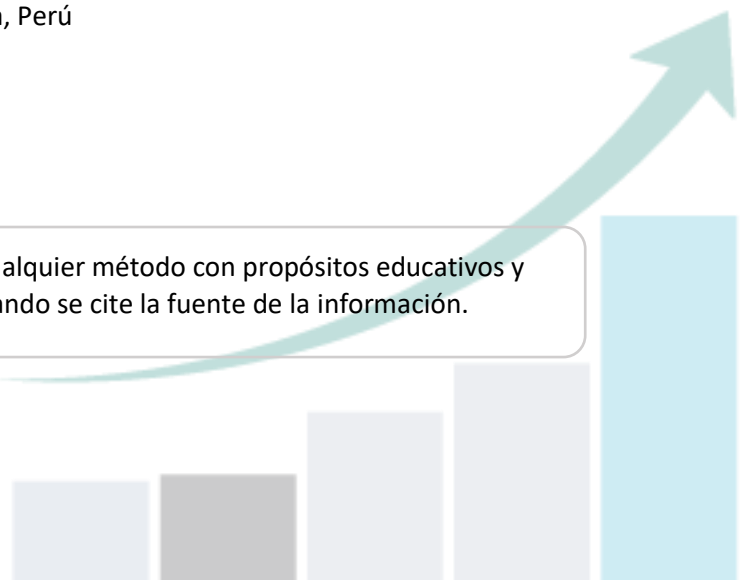 , Perú
alquier método con propósitos educativos y
ando se cite la fuente de la información.